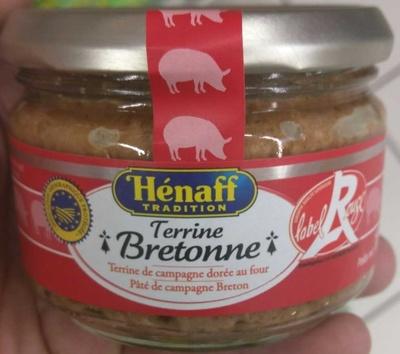 Hénaff
TRADITION
Terrine
Bretonne
Terrine de campagne dorée au four
Pâté de campagne Breton
label
Rouge